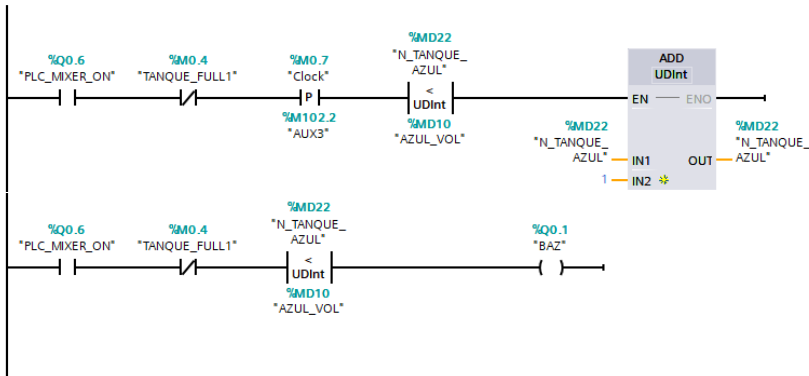 %MD22
%Q0.6 %M0.4 %M0.7 "N_TANQUE_ ADD
"PLC_MIXER_ON" "TANQUE_FULL1" "Clock" AZUL" UDInt
P < EN ENO
UDInt
%M102.2 %MD10 %MD22 %MD22
"AUX3" "AZUL_VOL" "N_TANQUE_ "N_TANQUE_
AZUL" IN1 OUT AZUL"
1 IN2
%MD22
%Q0.6 %M0.4 "N_TANQUE_ %Q0.1
"PLC_MIXER_ON" "TANQUE_FULL1" AZUL" "BAZ"
<
UDInt
%MD10
"AZUL_VOL"